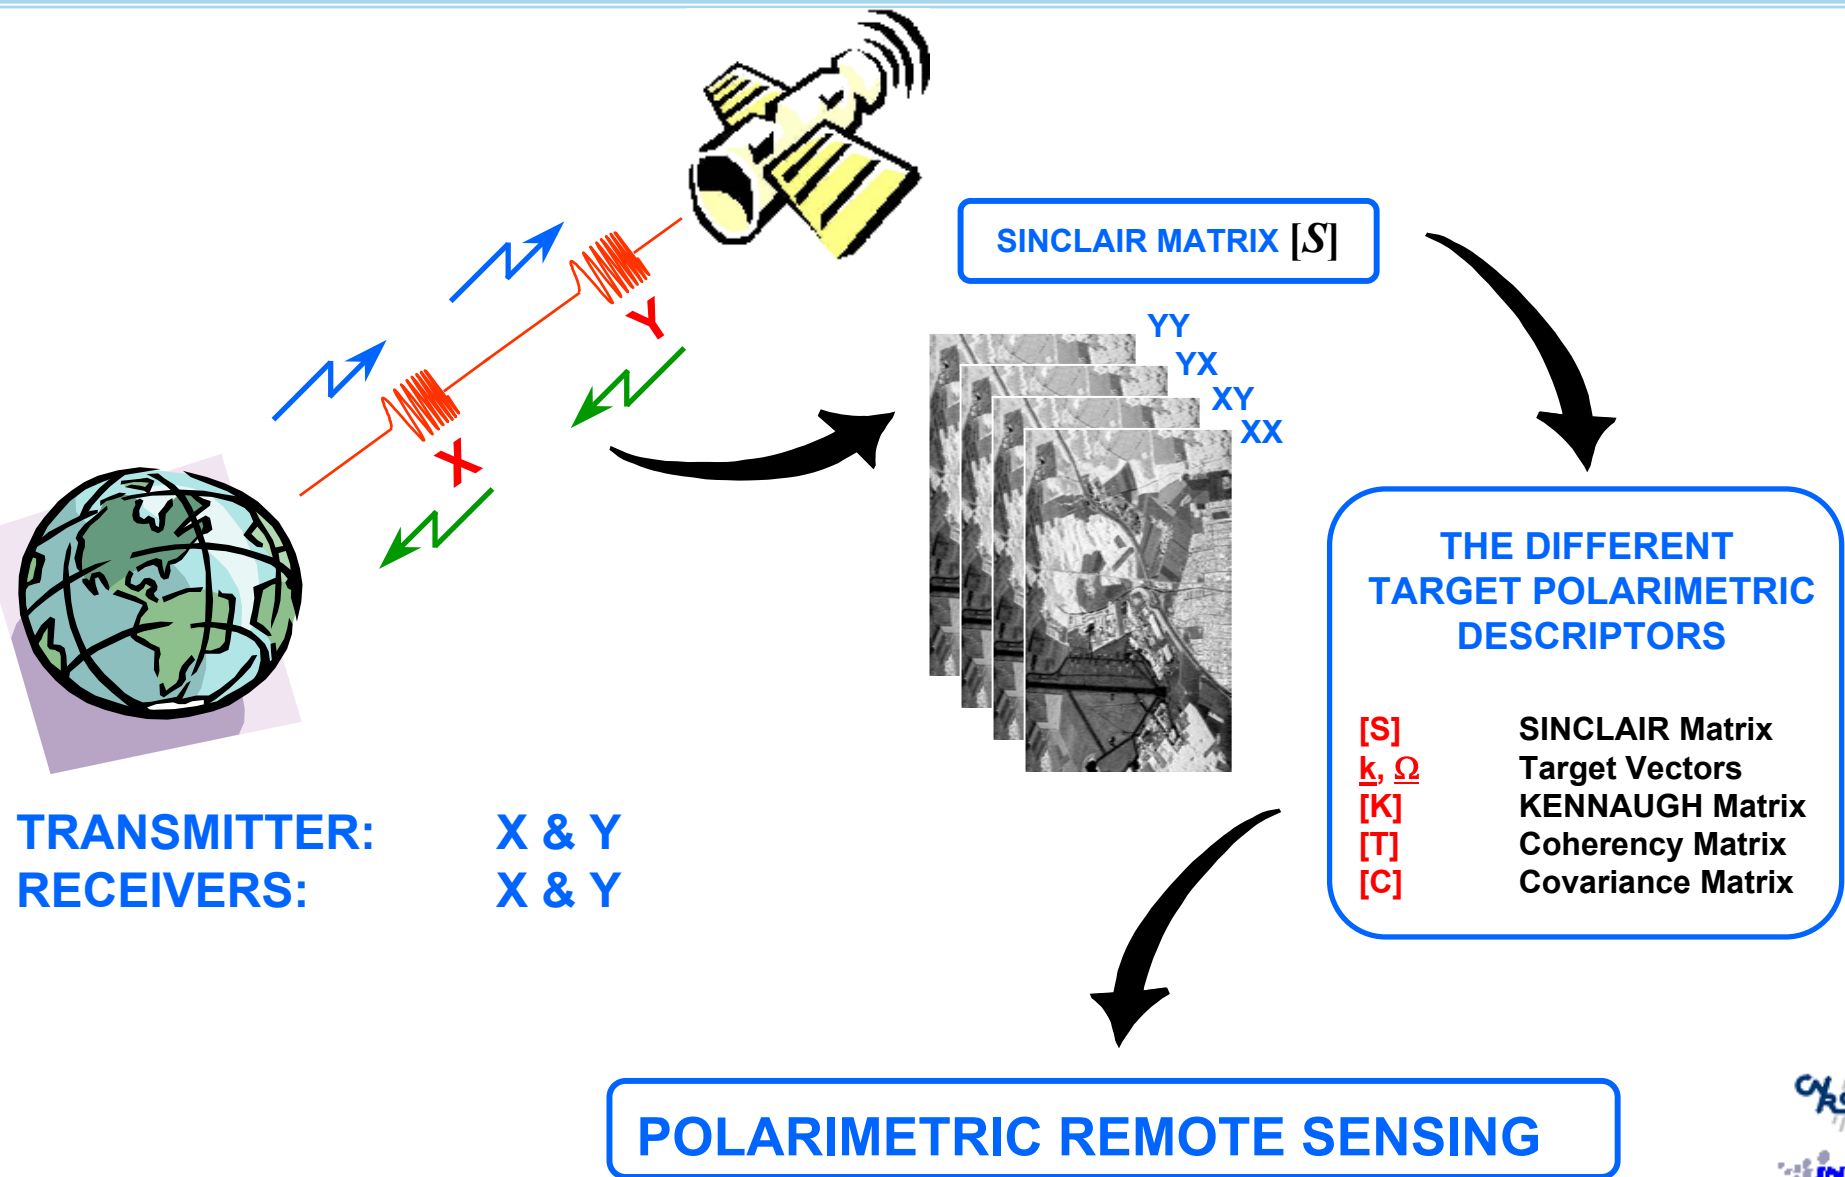 SINCLAIR MATRIX [S]
Y
X
YY
YX
XY
XX
THE DIFFERENT
TARGET POLARIMETRIC
DESCRIPTORS
[S] SINCLAIR Matrix
k, Ω Target Vectors
[K] KENNAUGH Matrix
[T] Coherency Matrix
[C] Covariance Matrix
TRANSMITTER: X & Y
RECEIVERS: X & Y
POLARIMETRIC REMOTE SENSING
CNRS